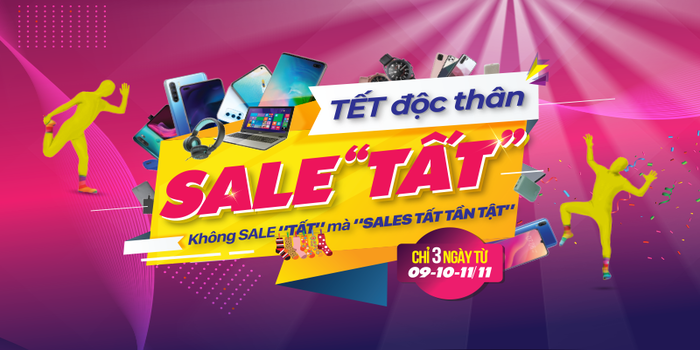 TẾT độc thân
SALE “TẤT”
Không SALE "TẤT" mà "SALES TẤT TẦN TẬT"
CHỈ 3 NGÀY TỪ
09-10-11/11